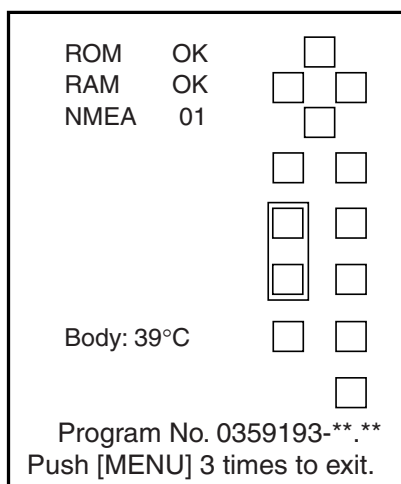 ROM OK
RAM OK
NMEA 01
Body: 39°C
Program No. 0359193-**.**
Push [MENU] 3 times to exit.